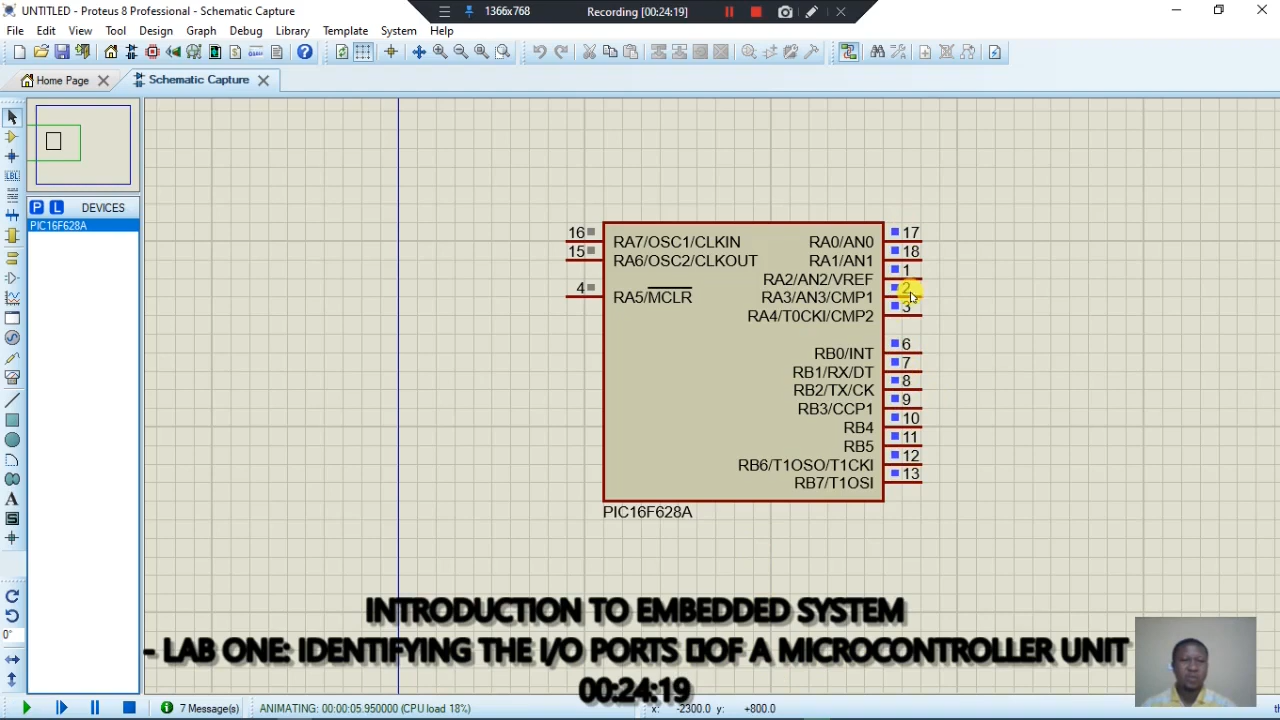 UNTITLED - Proteus 8 Professional - Schematic Capture
1366x768
Recording [00:24:19]
File Edit View Tool Design Graph Debug Library Template System Help
Home Page
Schematic Capture
P L DEVICES
PIC16F628A
16 RA7/OSC1/CLKIN RA0/AN0 17
15 RA6/OSC2/CLKOUT RA1/AN1 18
RA2/AN2/VREF 1
4 RA5/MCLR RA3/AN3/CMP1 2
RA4/T0CKI/CMP2 3
RB0/INT 6
RB1/RX/DT 7
RB2/TX/CK 8
RB3/CCP1 9
RB4 10
RB5 11
RB6/T1OSO/T1CKI 12
RB7/T1OSI 13
PIC16F628A
INTRODUCTION TO EMBEDDED SYSTEM
- LAB ONE: IDENTIFYING THE I/O PORTS OF A MICROCONTROLLER UNIT
00:24:19
0°
7 Message(s)
ANIMATING: 00:00:05.950000 (CPU load 18%)
x: -2300.0 y: +800.0
th